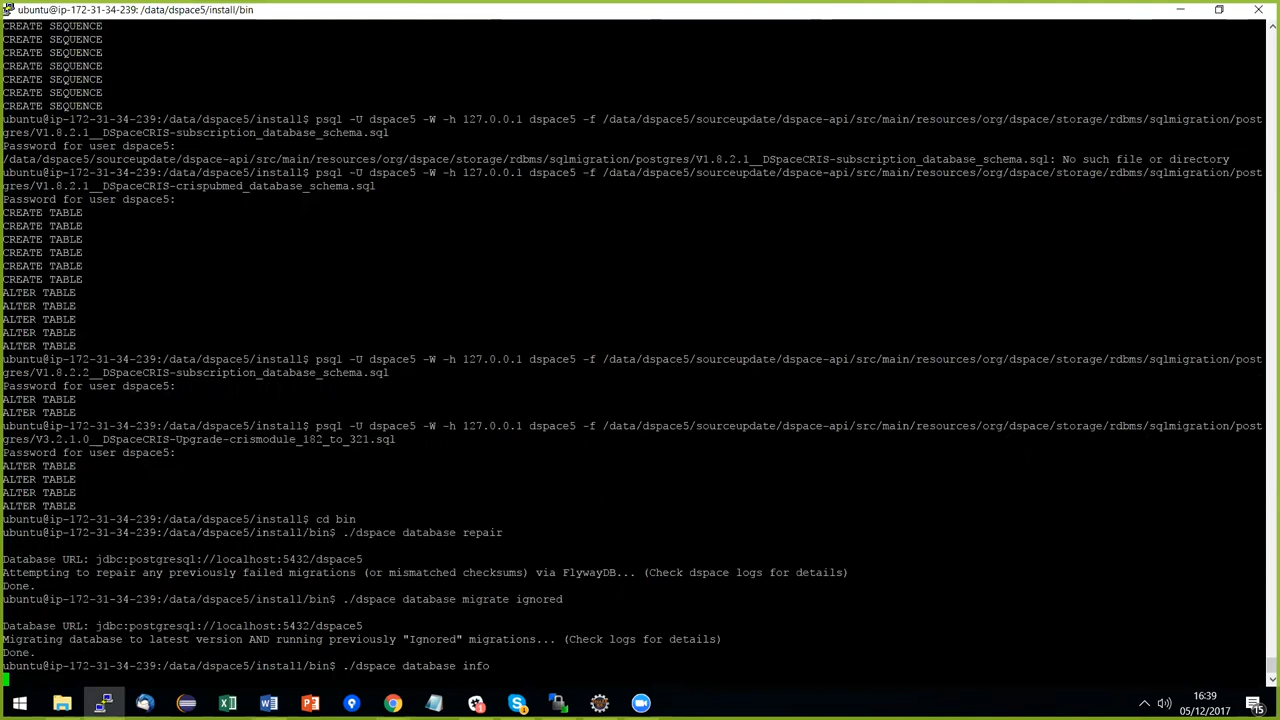 ubuntu@ip-172-31-34-239: /data/dspace5/install/bin
CREATE SEQUENCE
CREATE SEQUENCE
CREATE SEQUENCE
CREATE SEQUENCE
CREATE SEQUENCE
CREATE SEQUENCE
CREATE SEQUENCE
ubuntu@ip-172-31-34-239:/data/dspace5/install$ psql -U dspace5 -W -h 127.0.0.1 dspace5 -f /data/dspace5/sourceupdate/dspace-api/src/main/resources/org/dspace/storage/rdbms/sqlmigration/post
gres/V1.8.2.1__DSpaceCRIS-subscription_database_schema.sql
Password for user dspace5:
/data/dspace5/sourceupdate/dspace-api/src/main/resources/org/dspace/storage/rdbms/sqlmigration/postgres/V1.8.2.1__DSpaceCRIS-subscription_database_schema.sql: No such file or directory
ubuntu@ip-172-31-34-239:/data/dspace5/install$ psql -U dspace5 -W -h 127.0.0.1 dspace5 -f /data/dspace5/sourceupdate/dspace-api/src/main/resources/org/dspace/storage/rdbms/sqlmigration/post
gres/V1.8.2.1__DSpaceCRIS-crispubmed_database_schema.sql
Password for user dspace5:
CREATE TABLE
CREATE TABLE
CREATE TABLE
CREATE TABLE
CREATE TABLE
CREATE TABLE
ALTER TABLE
ALTER TABLE
ALTER TABLE
ALTER TABLE
ALTER TABLE
ubuntu@ip-172-31-34-239:/data/dspace5/install$ psql -U dspace5 -W -h 127.0.0.1 dspace5 -f /data/dspace5/sourceupdate/dspace-api/src/main/resources/org/dspace/storage/rdbms/sqlmigration/post
gres/V1.8.2.2__DSpaceCRIS-subscription_database_schema.sql
Password for user dspace5:
ALTER TABLE
ALTER TABLE
ubuntu@ip-172-31-34-239:/data/dspace5/install$ psql -U dspace5 -W -h 127.0.0.1 dspace5 -f /data/dspace5/sourceupdate/dspace-api/src/main/resources/org/dspace/storage/rdbms/sqlmigration/post
gres/V3.2.1.0__DSpaceCRIS-Upgrade-crismodule_182_to_321.sql
Password for user dspace5:
ALTER TABLE
ALTER TABLE
ALTER TABLE
ALTER TABLE
ubuntu@ip-172-31-34-239:/data/dspace5/install$ cd bin
ubuntu@ip-172-31-34-239:/data/dspace5/install/bin$ ./dspace database repair
Database URL: jdbc:postgresql://localhost:5432/dspace5
Attempting to repair any previously failed migrations (or mismatched checksums) via FlywayDB... (Check dspace logs for details)
Done.
ubuntu@ip-172-31-34-239:/data/dspace5/install/bin$ ./dspace database migrate ignored
Database URL: jdbc:postgresql://localhost:5432/dspace5
Migrating database to latest version AND running previously "Ignored" migrations... (Check logs for details)
Done.
ubuntu@ip-172-31-34-239:/data/dspace5/install/bin$ ./dspace database info
16:39
05/12/2017
15